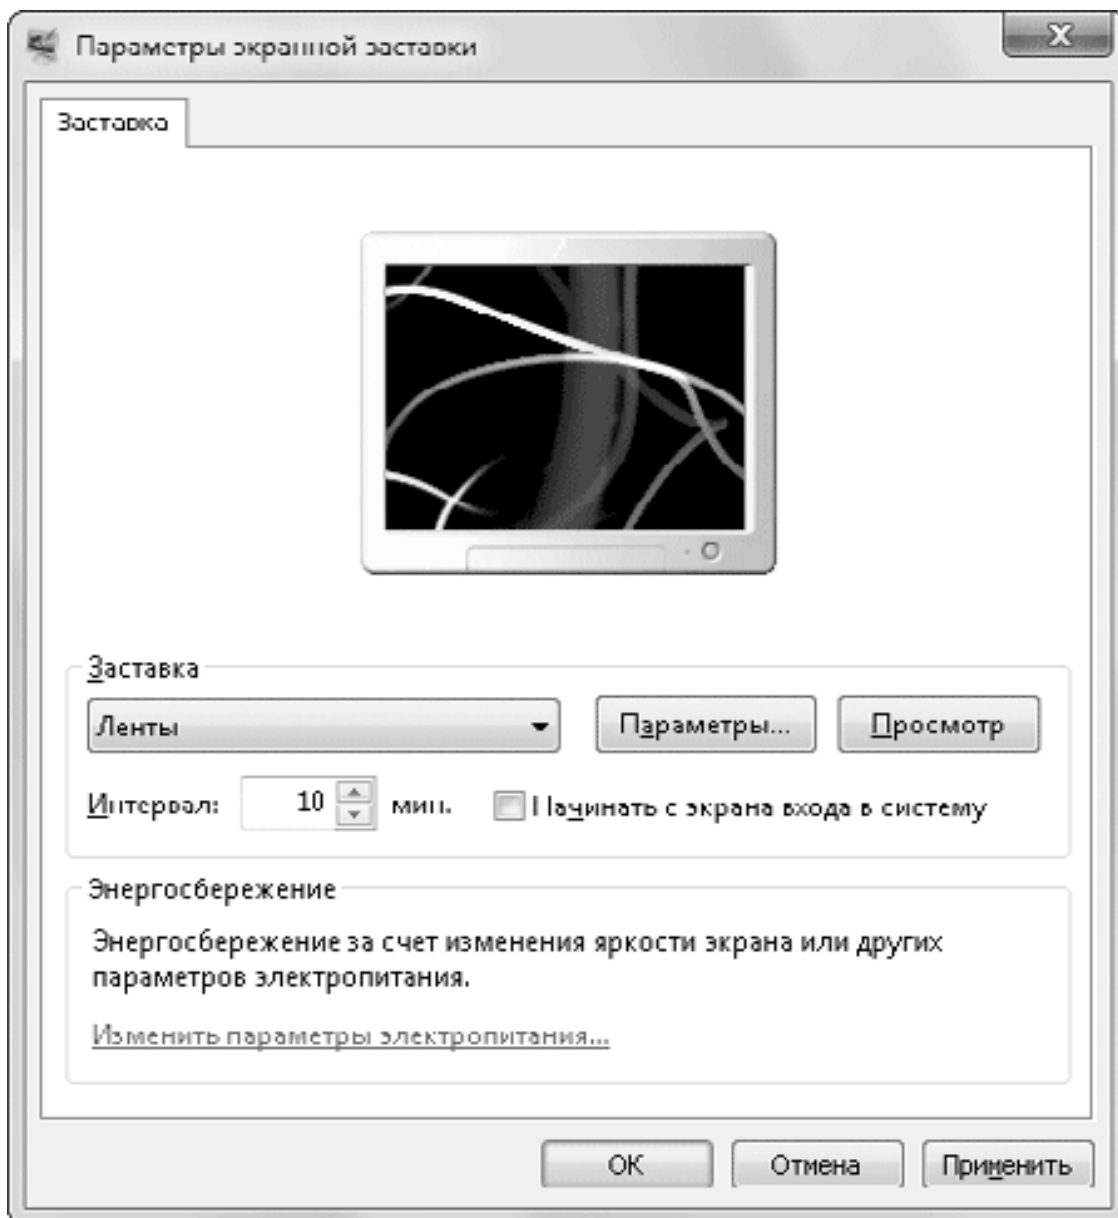 Параметры экранной заставки
Заставка
Заставка
Ленты
Параметры...
Просмотр
Интервал: 10 мин.
Начинать с экрана входа в систему
Энергосбережение
Энергосбережение за счет изменения яркости экрана или других
параметров электропитания.
Изменить параметры электропитания...
ОК
Отмена
Применить